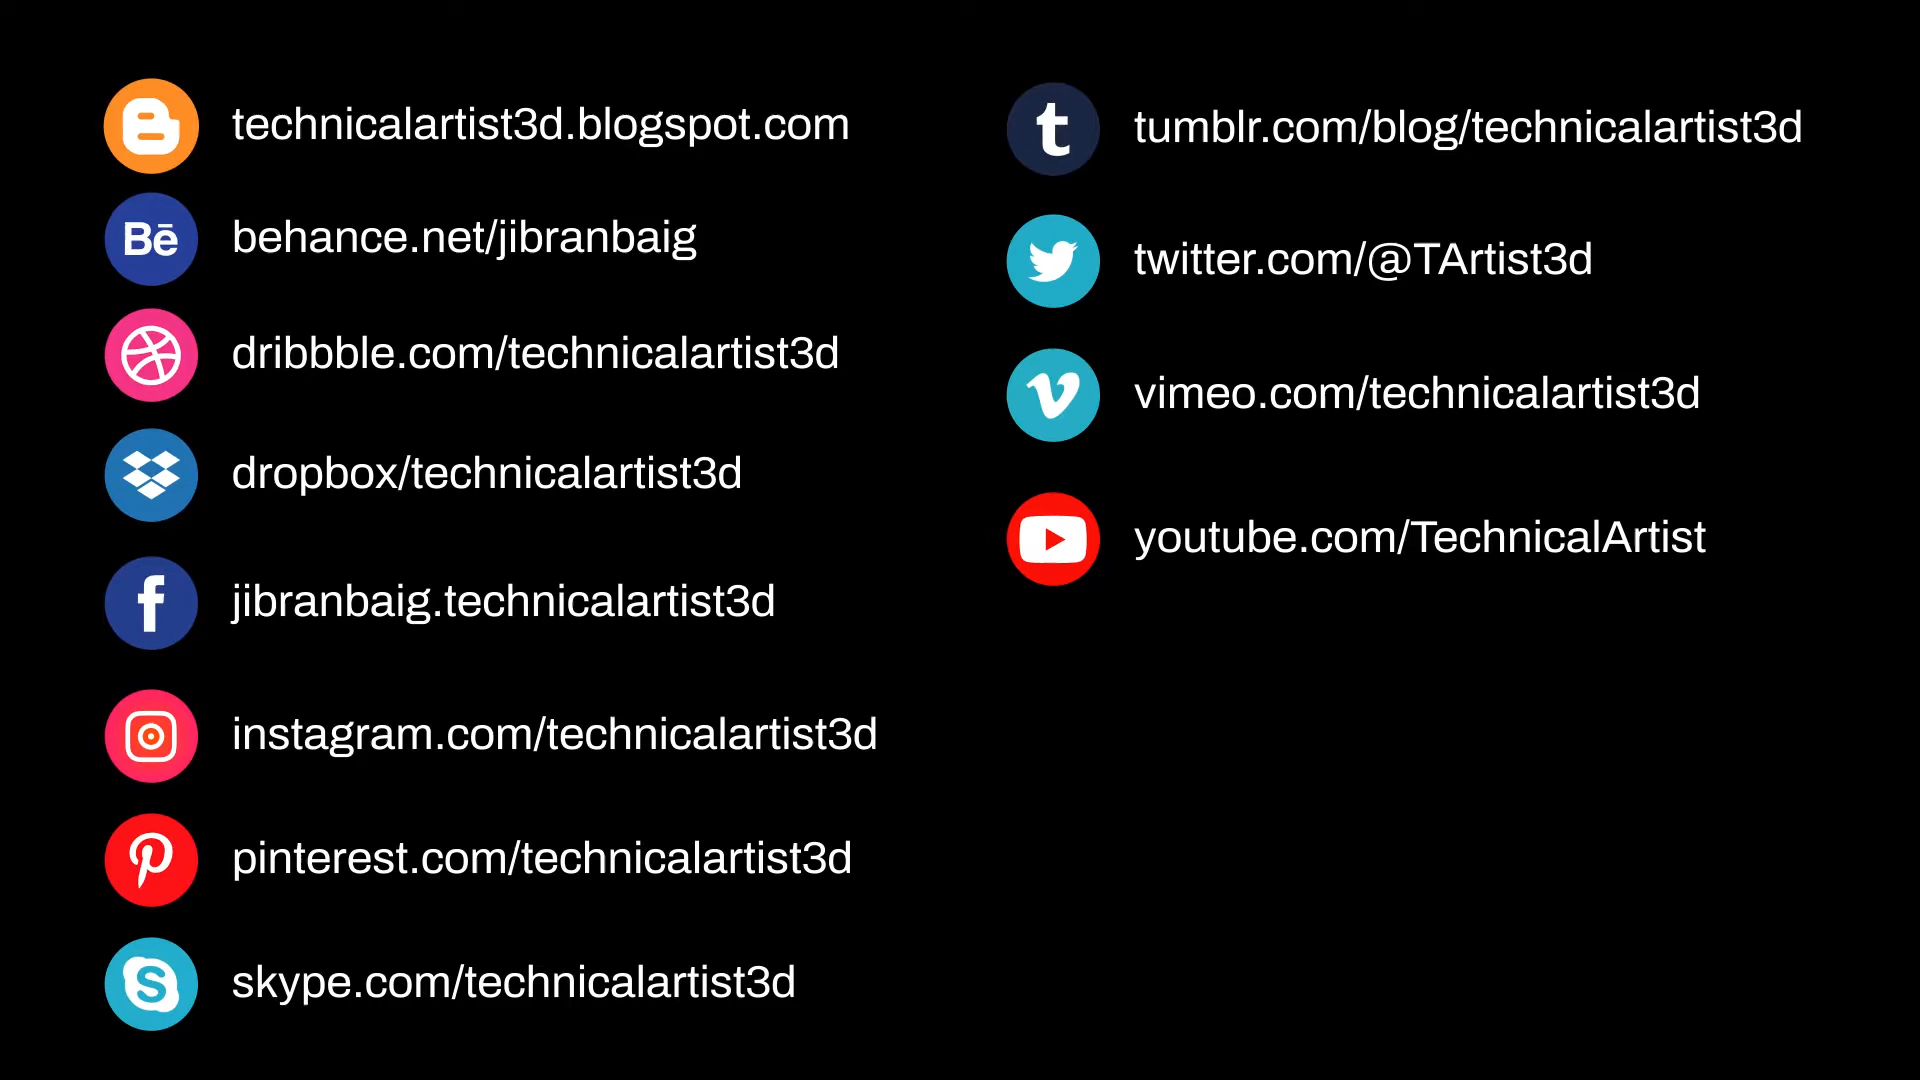 technicalartist3d.blogspot.com
Bē behance.net/jibranbaig
dribbble.com/technicalartist3d
dropbox/technicalartist3d
f jibranbaig.technicalartist3d
instagram.com/technicalartist3d
pinterest.com/technicalartist3d
S skype.com/technicalartist3d
t tumblr.com/blog/technicalartist3d
twitter.com/@TArtist3d
vimeo.com/technicalartist3d
youtube.com/TechnicalArtist